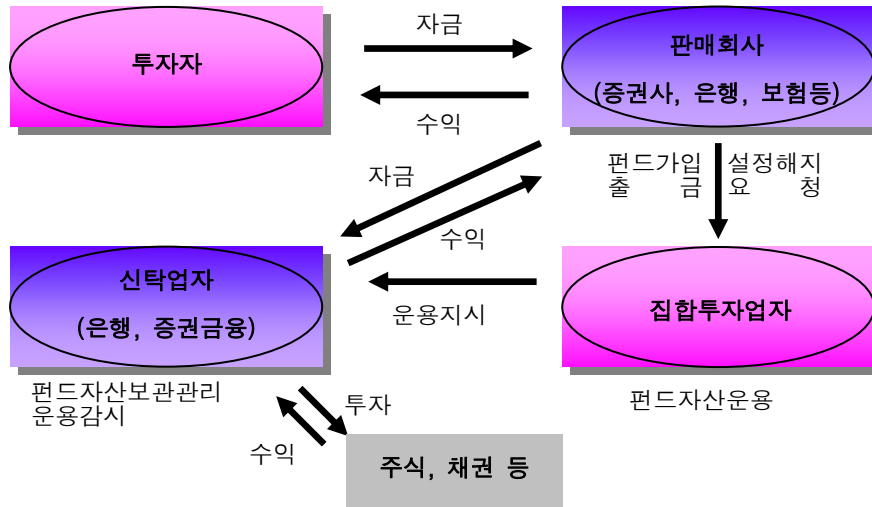 투자자
자금
수익
판매회사
(증권사, 은행, 보험등)
펀드가입 설정해지
출 금 요 청
자금
수익
신탁업자
(은행, 증권금융)
운용지시
집합투자업자
펀드자산보관관리
운용감시
펀드자산운용
투자
수익
주식, 채권 등